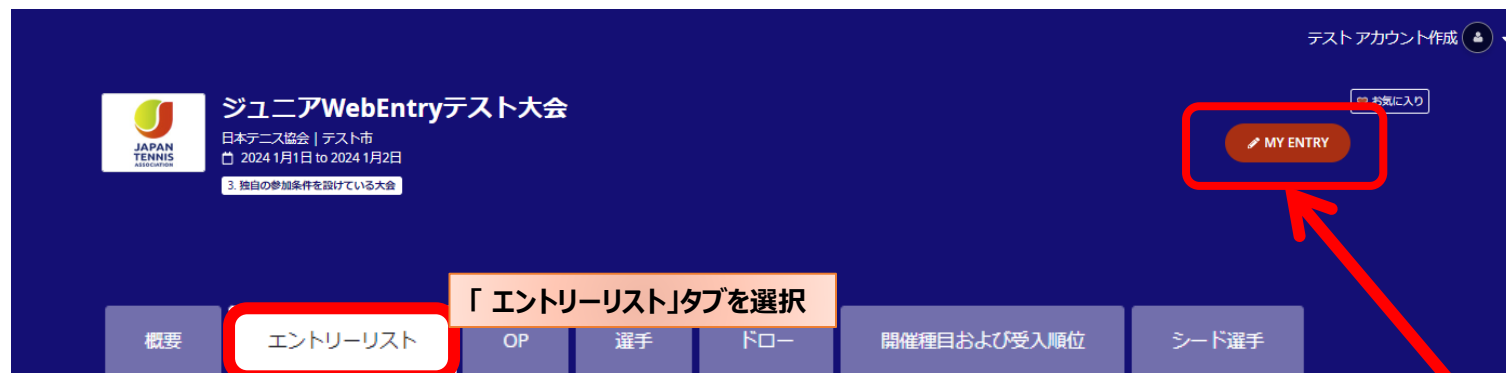 テスト アカウント作成
ジュニアWebEntryテスト大会
お気に入り
日本テニス協会 | テスト市
MY ENTRY
JAPAN
TENNIS
ASSOCIATION
2024 1月1日 to 2024 1月2日
3. 独自の参加条件を設けている大会
「 エントリーリスト」タブを選択
概要
エントリーリスト
OP
選手
ドロー
開催種目および受入順位
シード選手